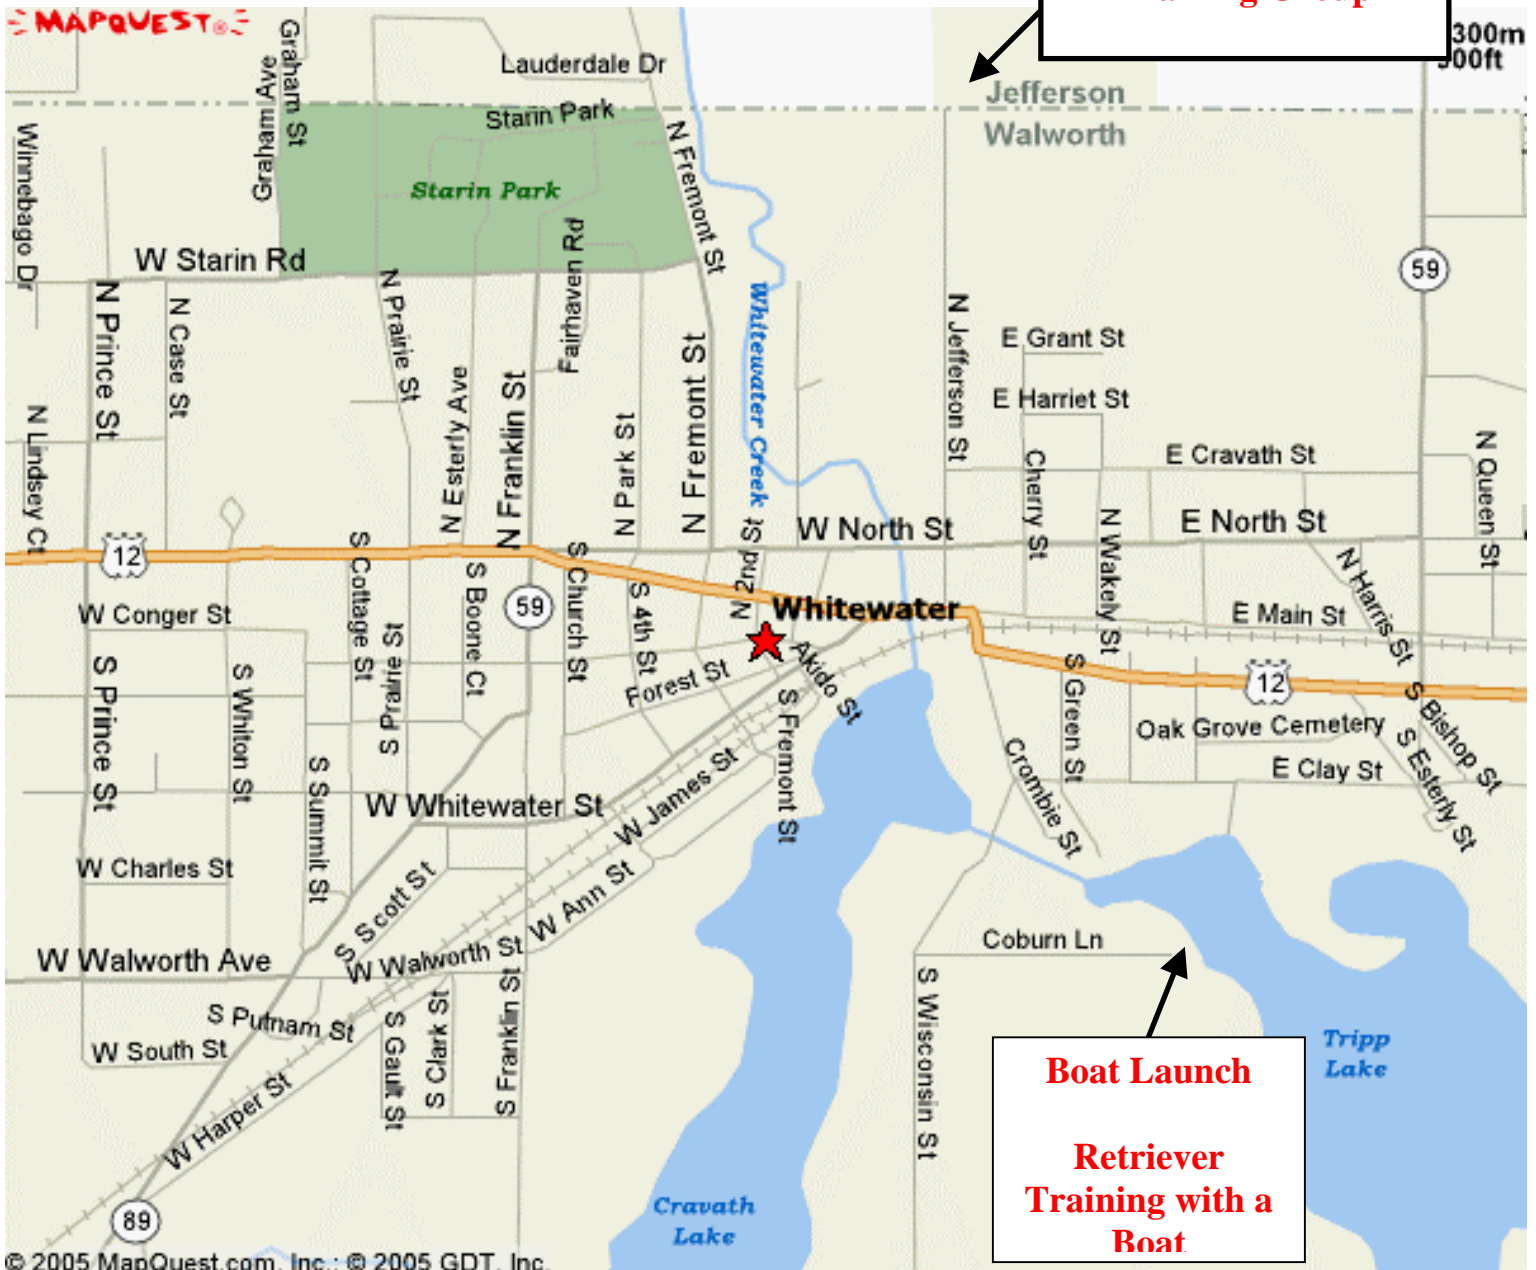 MAPQUEST®
Group
300m
Lauderdale Dr
Graham Ave
Graham St
Jefferson
Walworth
Starin Park
Starin Park
N Fremont St
Winnebago Dr
W Starin Rd
Fairhaven Rd
59
N Prince St
N Case St
N Prairie St
Whitewater Creek
N Jefferson St
E Grant St
E Harriet St
N Lindsey Ct
N Esterly Ave
N Franklin St
N Park St
N Fremont St
Cherry St
E Cravath St
N Queen St
W North St
E North St
N Wakely St
N Harris St
12
S Cottage St
S Boone Ct
59
S Church St
S 4th St
N 2nd St
Whitewater
E Main St
W Conger St
S Prairie St
Forest St
Akido St
S Prince St
S Whiton St
S Fremont St
S Green St
12
Oak Grove Cemetery
S Bishop St
S Esterly St
E Clay St
S Summit St
W Whitewater St
W James St
Crombie St
W Charles St
S Scott St
W Ann St
W Walworth Ave
W Walworth St
Coburn Ln
S Putnam St
W South St
S Gault St
S Clark St
S Franklin St
S Wisconsin St
W Harper St
89
Cravath
Lake
Tripp
Lake
Boat Launch
Retriever
Training with a
Boat
© 2005 MapQuest.com, Inc.; © 2005 GDT, Inc.